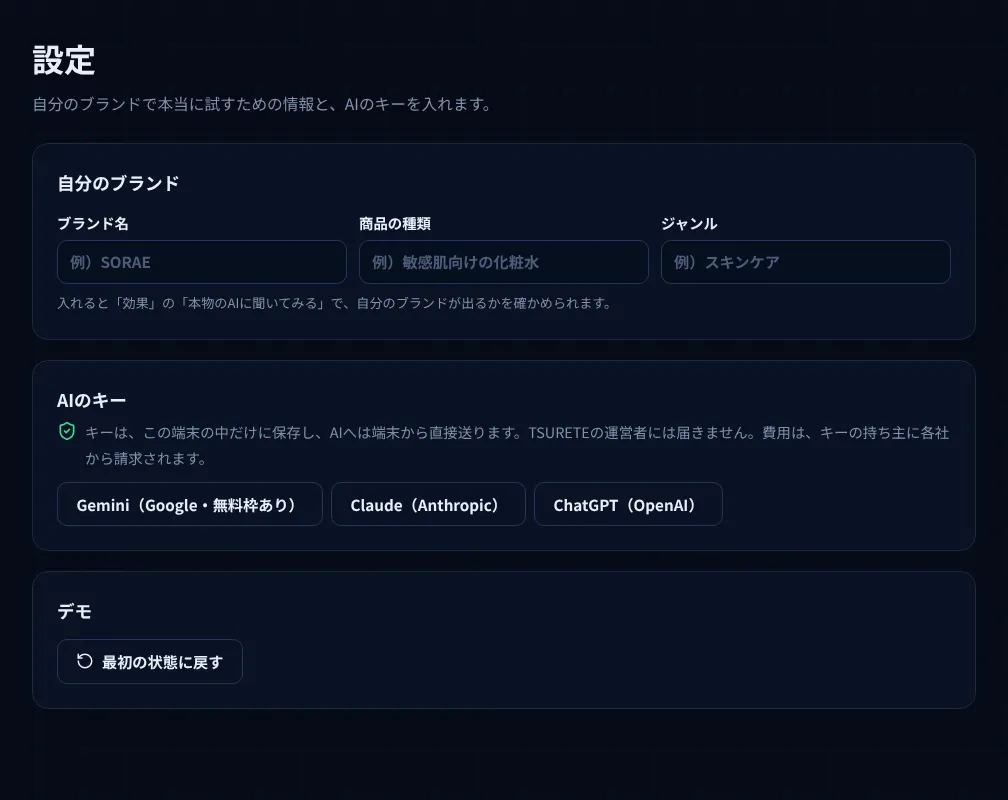 設定
自分のブランドで本当に試すための情報と、AIのキーを入れます。
自分のブランド
ブランド名
商品の種類
ジャンル
例）SORAE
例）敏感肌向けの化粧水
例）スキンケア
入れると「効果」の「本物のAIに聞いてみる」で、自分のブランドが出るかを確かめられます。
AIのキー
キーは、この端末の中だけに保存し、AIへは端末から直接送ります。TSURETEの運営者には届きません。費用は、キーの持ち主に各社
から請求されます。
Gemini（Google・無料枠あり）
Claude（Anthropic）
ChatGPT（OpenAI）
デモ
最初の状態に戻す